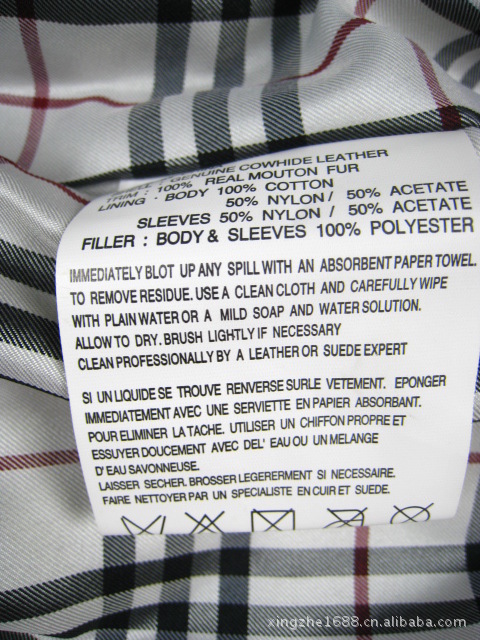 SHELL : GENUINE COWHIDE LEATHER
TRIM : 100% REAL MOUTON FUR
LINING : BODY 100% COTTON
50% NYLON / 50% ACETATE
SLEEVES 50% NYLON / 50% ACETATE
FILLER : BODY & SLEEVES 100% POLYESTER
IMMEDIATELY BLOT UP ANY SPILL WITH AN ABSORBENT PAPER TOWEL.
TO REMOVE RESIDUE. USE A CLEAN CLOTH AND CAREFULLY WIPE
WITH PLAIN WATER OR A MILD SOAP AND WATER SOLUTION.
ALLOW TO DRY. BRUSH LIGHTLY IF NECESSARY
CLEAN PROFESSIONALLY BY A LEATHER OR SUEDE EXPERT
SI UN LIQUIDE SE TROUVE RENVERSE SURLE VETEMENT. EPONGER
IMMEDIATEMENT AVEC UNE SERVIETTE EN PAPIER ABSORBANT.
POUR ELIMINER LA TACHE. UTILISER UN CHIFFON PROPRE ET
ESSUYER DOUCEMENT AVEC DEL' EAU OU UN MELANGE
D' EAU SAVONNEUSE.
LAISSER SECHER. BROSSER LEGEREMENT SI NECESSAIRE.
FAIRE NETTOYER PAR UN SPECIALISTE EN CUIR ET SUEDE.
xingzhe1688.cn.alibaba.com